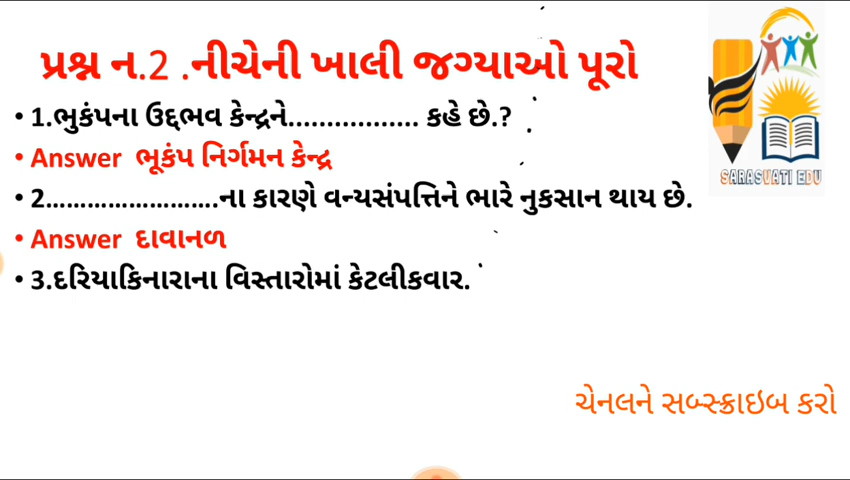 પ્રશ્ન ન.2 .નીચેની ખાલી જગ્યાઓ પૂરો
• 1.ભુકંપના ઉદ્દભવ કેન્દ્રને................. કહે છે.?
• Answer ભૂકંપ નિર્ગમન કેન્દ્ર
• 2…………………….ના કારણે વન્યસંપત્તિને ભારે નુકસાન થાય છે.
• Answer દાવાનળ
• 3.દરિયાકિનારાના વિસ્તારોમાં કેટલીકવાર.
SARASVATI EDU
ચેનલને સબ્સ્ક્રાઇબ કરો